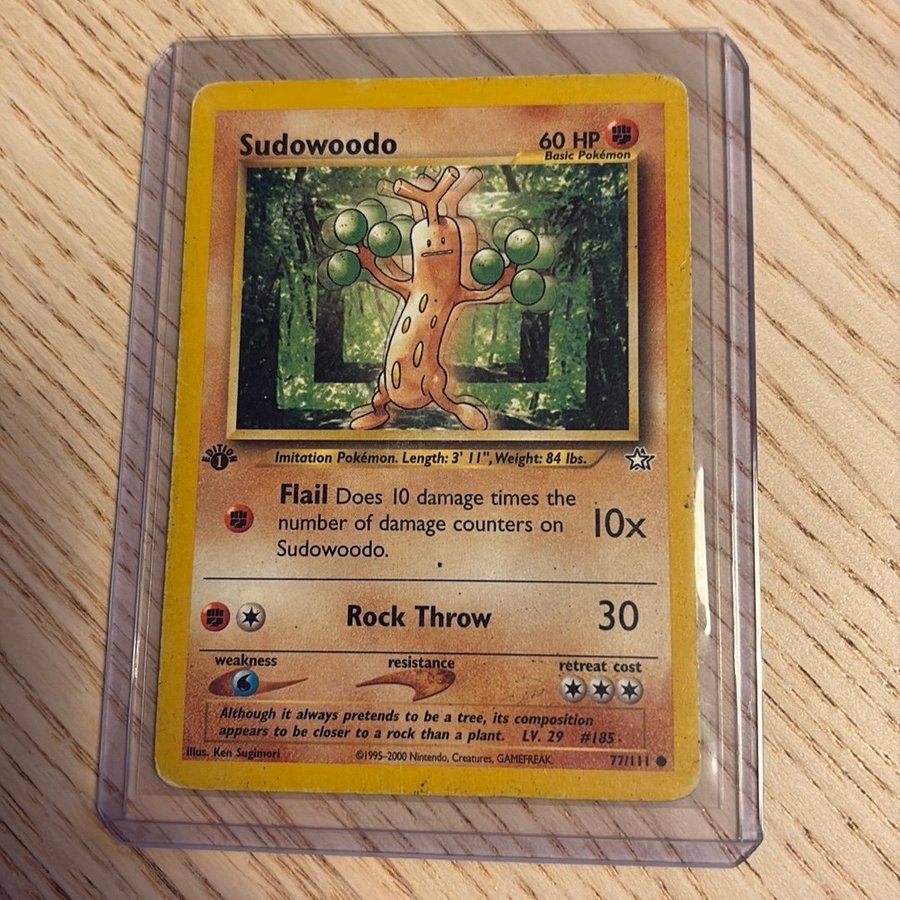 Sudowoodo
60 HP
Basic Pokémon
EDITION
1
Imitation Pokémon. Length: 3' 11", Weight: 84 lbs.
Flail Does 10 damage times the
number of damage counters on
Sudowoodo.
10x
Rock Throw 30
weakness resistance retreat cost
Although it always pretends to be a tree, its composition
appears to be closer to a rock than a plant. LV. 29 #185
Illus. Ken Sugimori ©1995-2000 Nintendo, Creatures, GAMEFREAK. 77/111